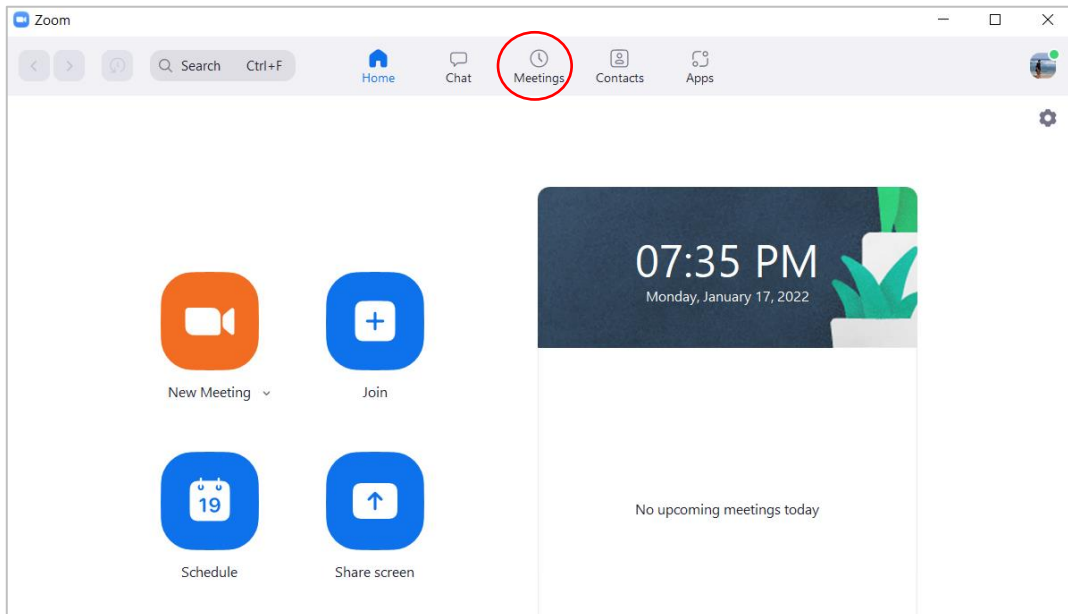 Zoom
Search Ctrl+F
Home Chat Meetings Contacts Apps
07:35 PM
Monday, January 17, 2022
New Meeting Join
19
No upcoming meetings today
Schedule Share screen